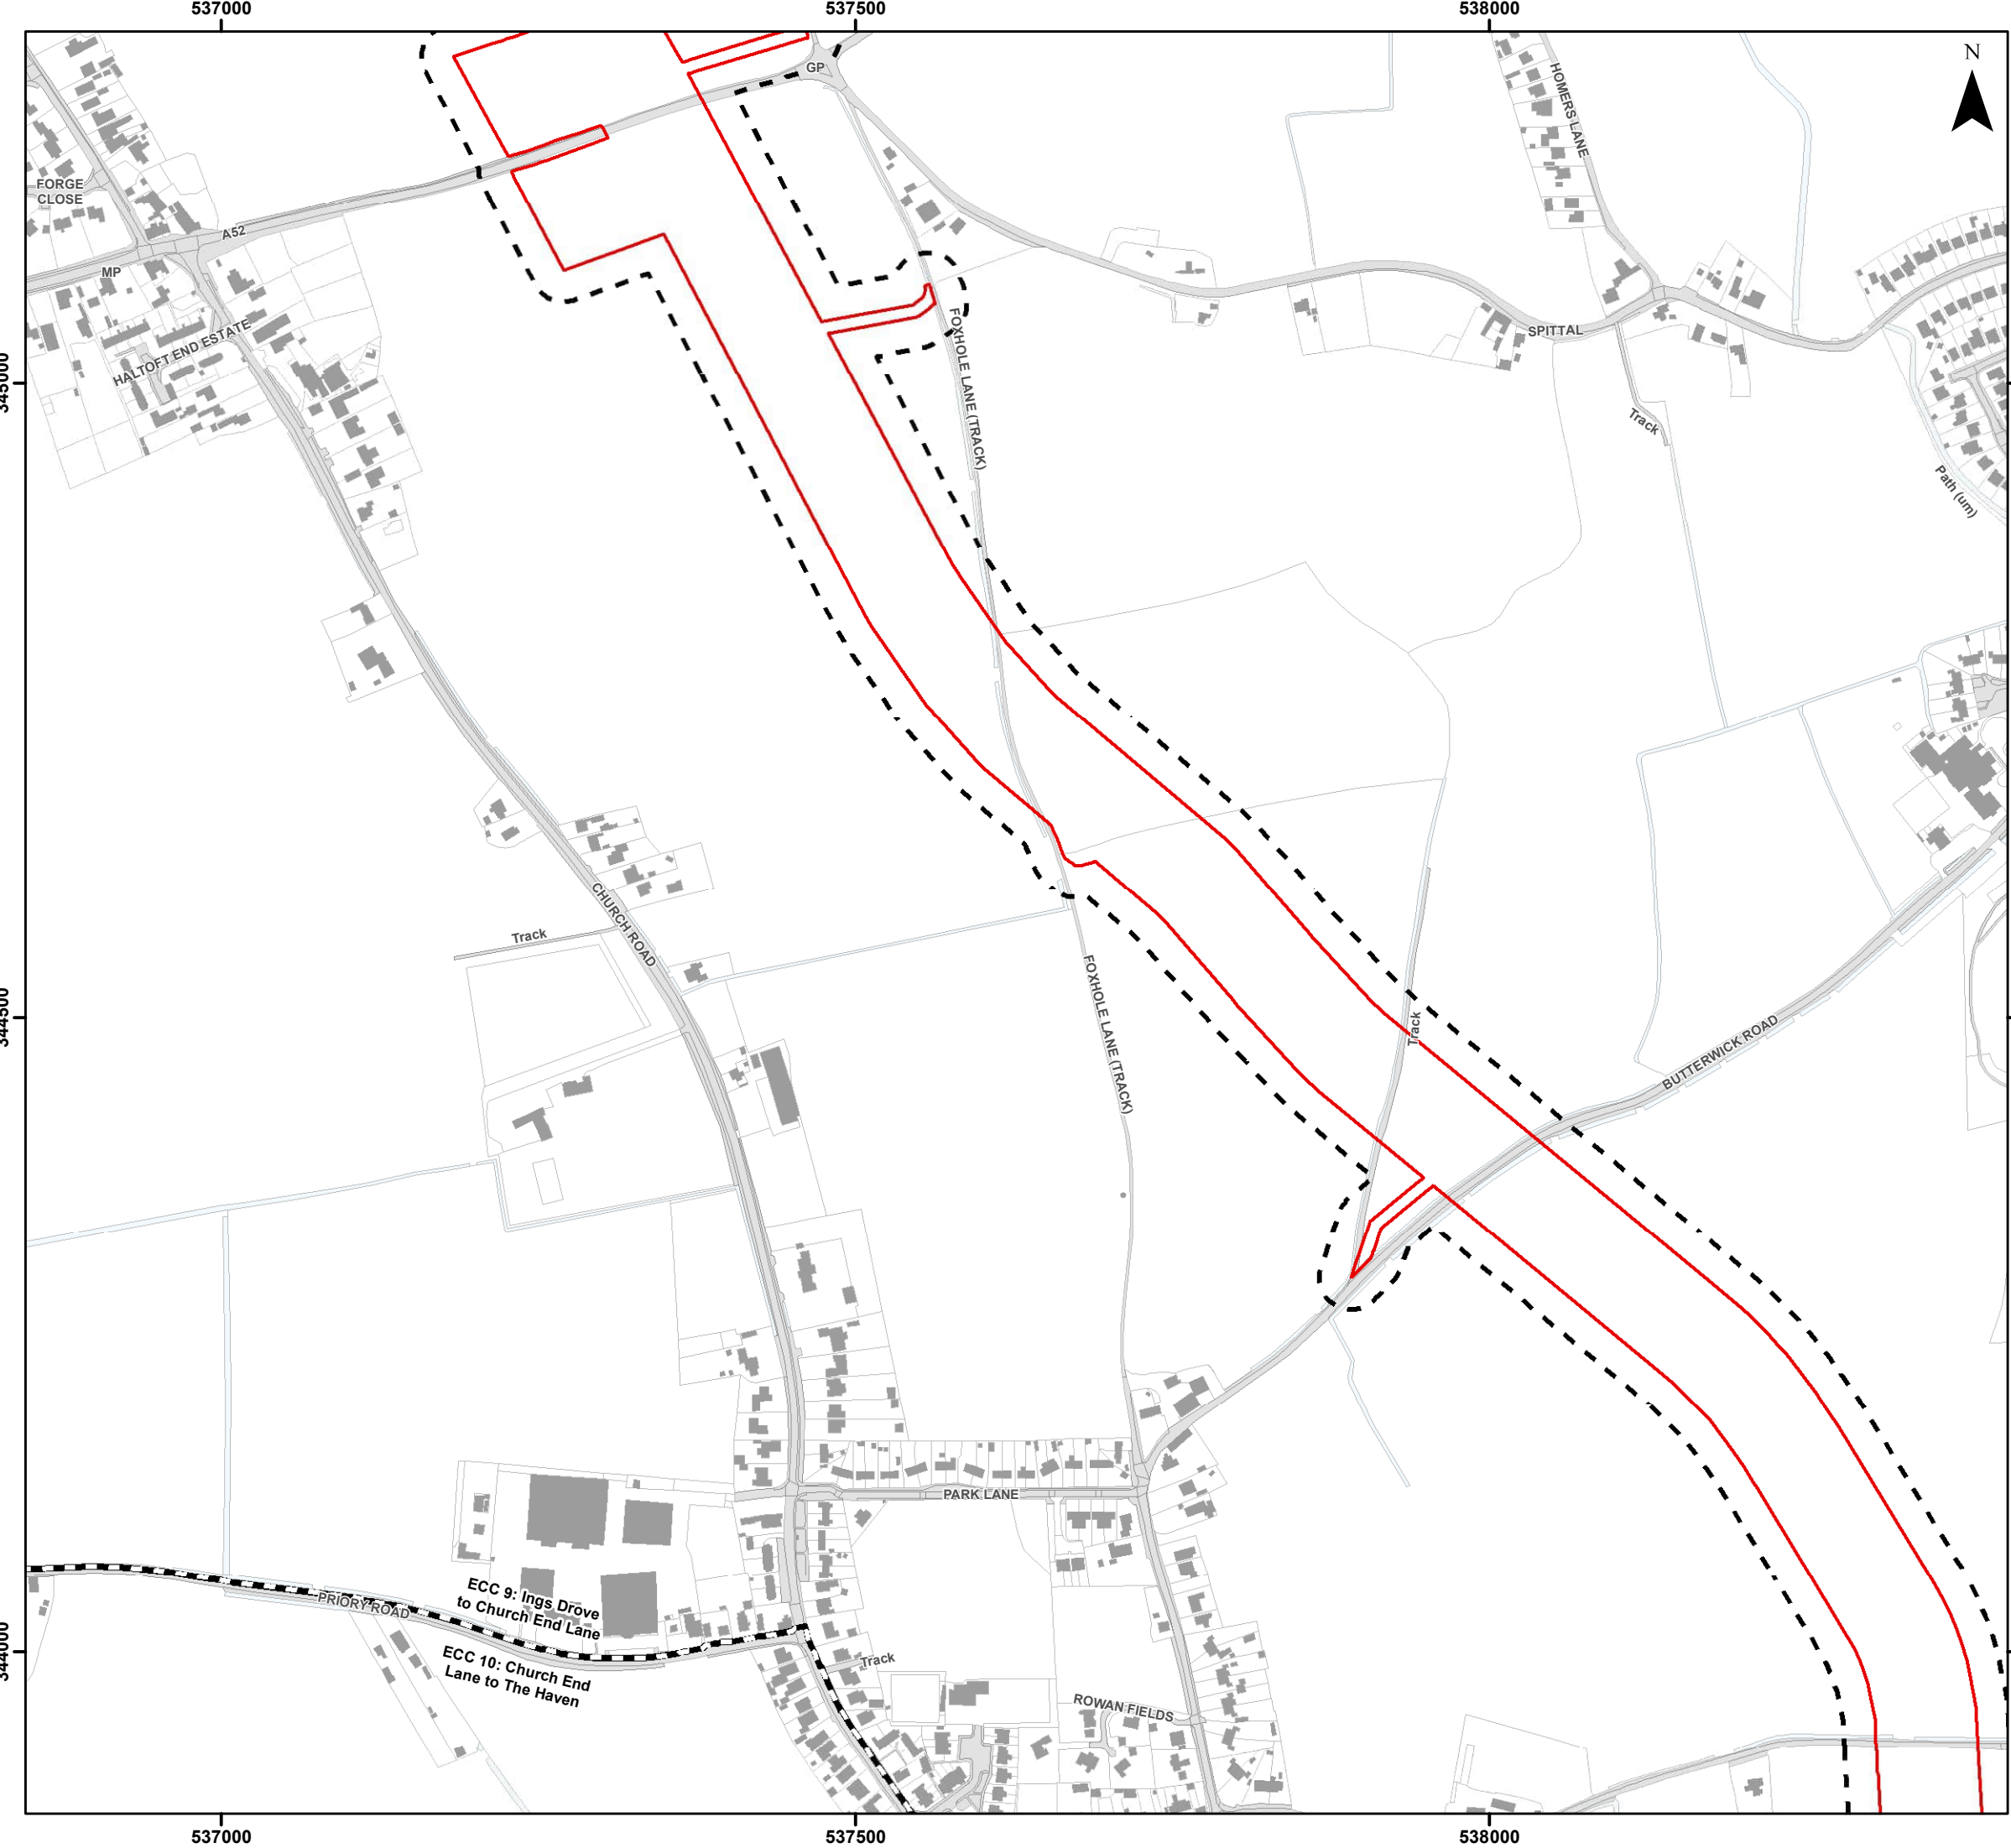 537000
537500
538000
N
GP
HOMERS LANE
FORGE
CLOSE
A52
MP
HALTOFT END ESTATE
FOXHOLE LANE (TRACK)
SPITTAL
345000
Track
Path (um)
CHURCH ROAD
Track
FOXHOLE LANE (TRACK)
Track
344500
BUTTERWICK ROAD
PARK LANE
PRIORY ROAD
ECC 9: Ings Drove
to Church End Lane
344000
ECC 10: Church End
Lane to The Haven
Track
ROWAN FIELDS
537000
537500
538000